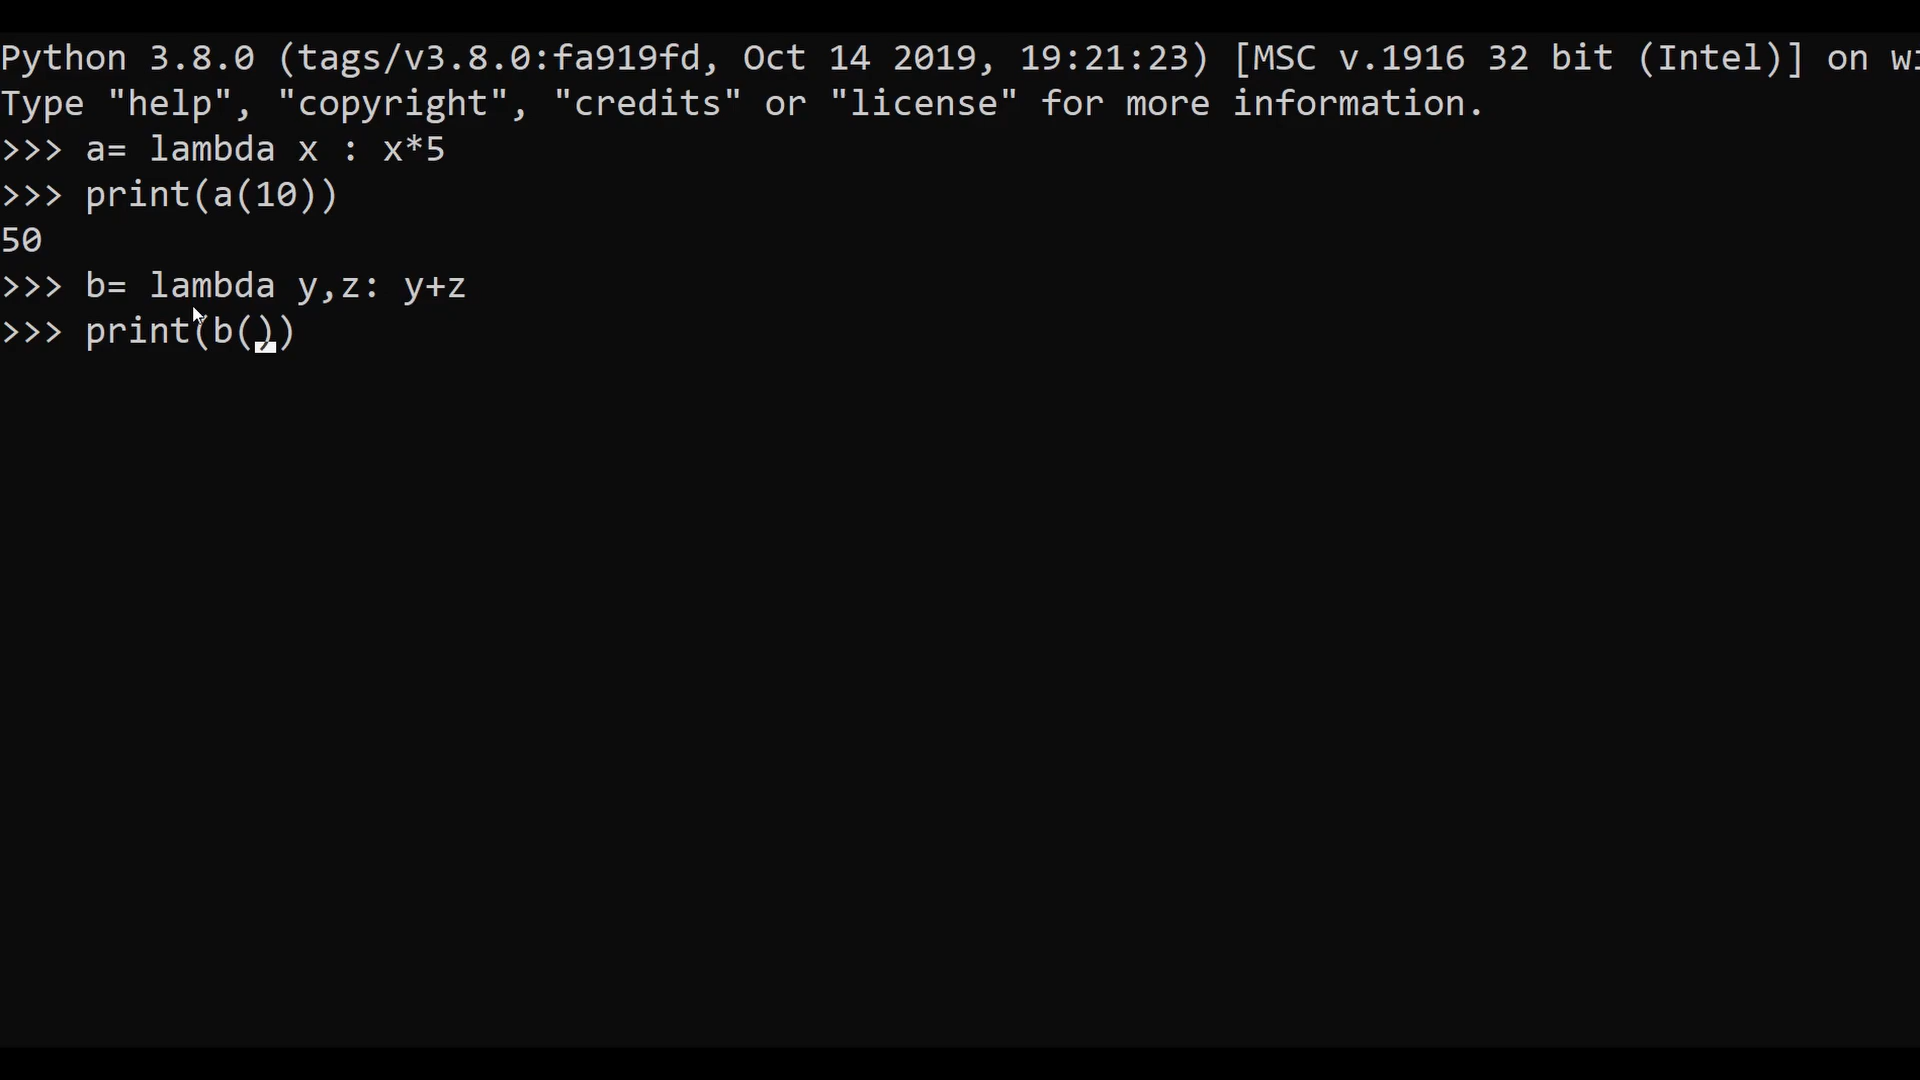 Python 3.8.0 (tags/v3.8.0:fa919fd, Oct 14 2019, 19:21:23) [MSC v.1916 32 bit (Intel)] on wi
Type "help", "copyright", "credits" or "license" for more information.
>>> a= lambda x : x*5
>>> print(a(10))
50
>>> b= lambda y,z: y+z
>>> print(b())